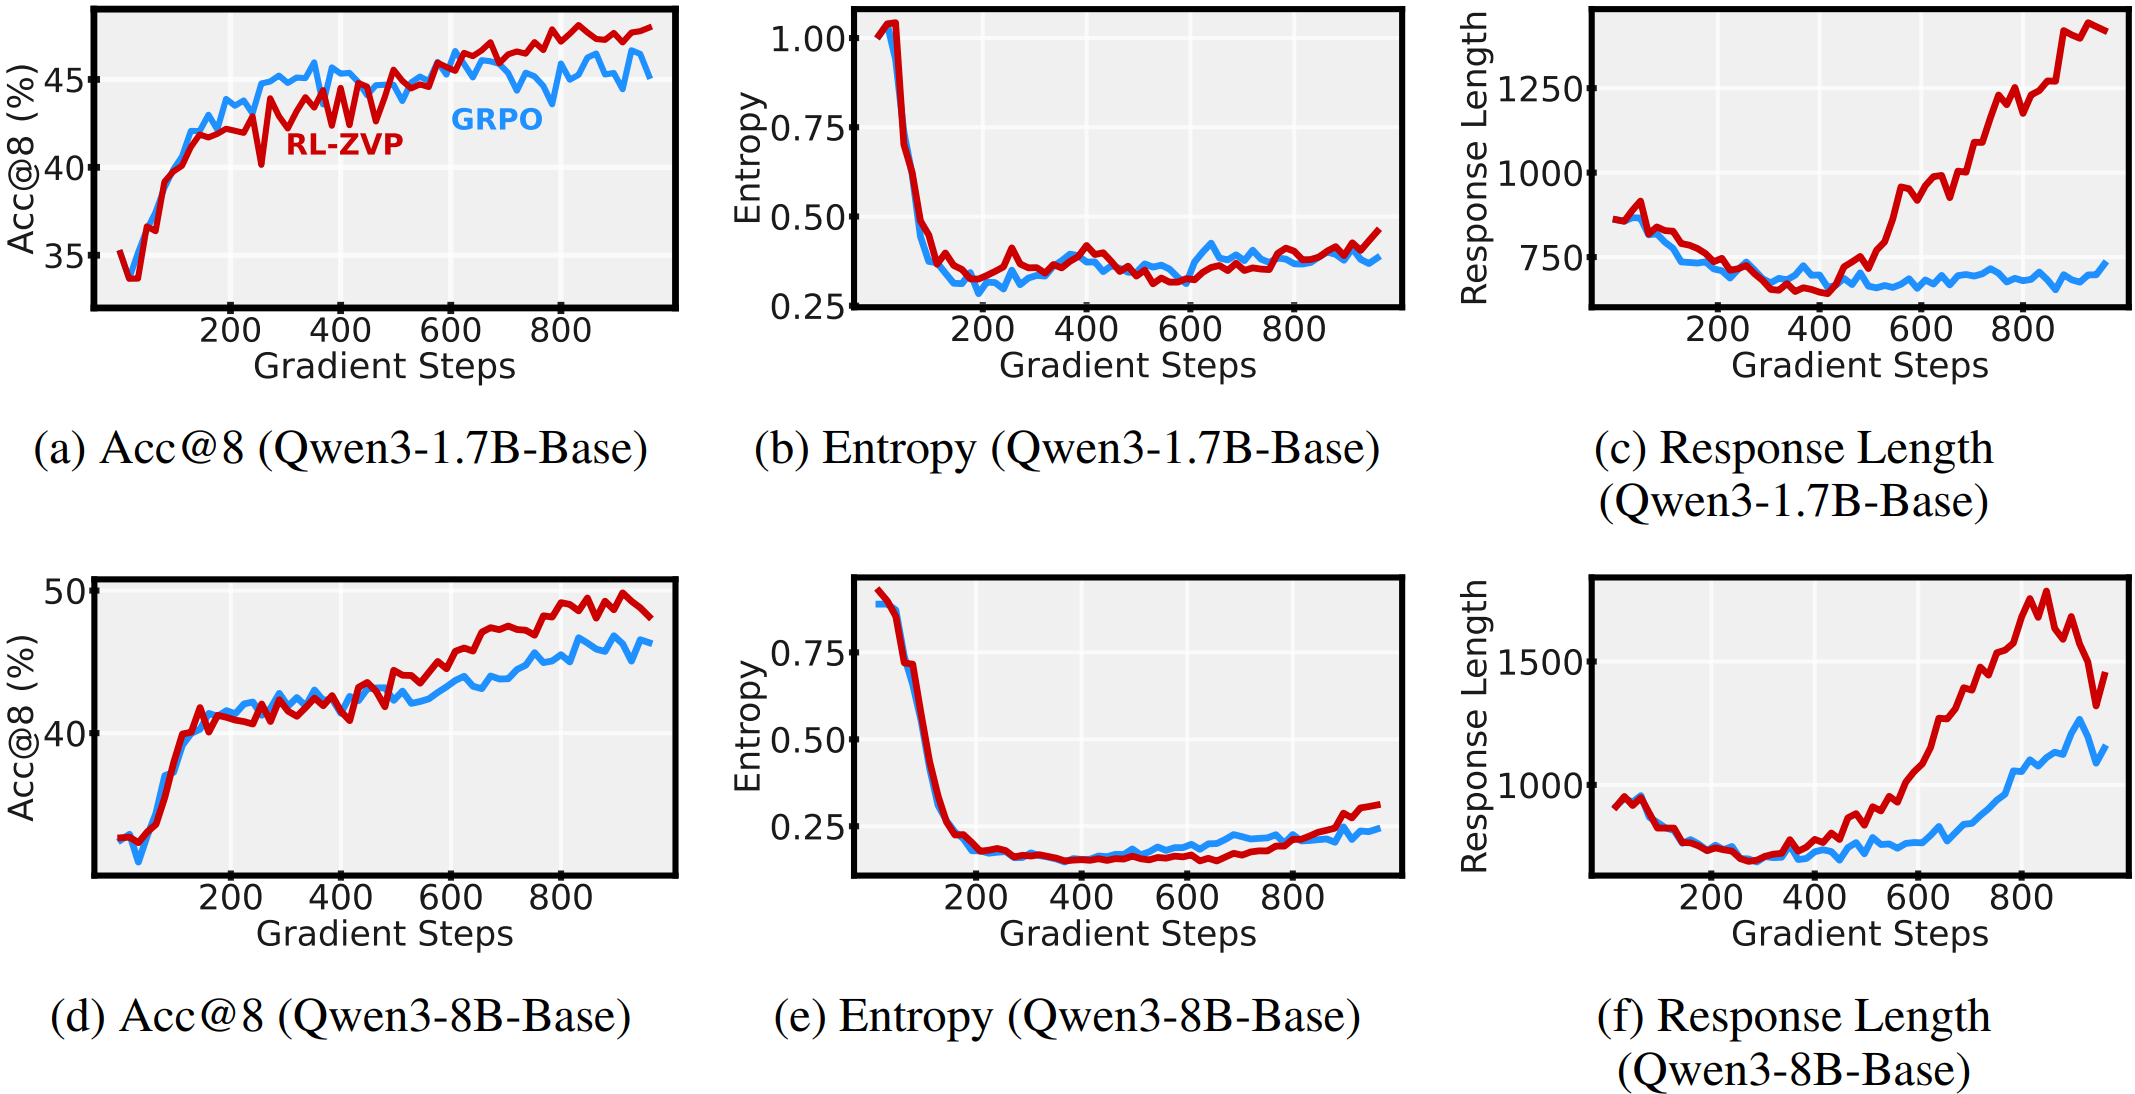 Acc@8 (%)
45
40
35
GRPO
RL-ZVP
200 400 600 800
Gradient Steps
(a) Acc@8 (Qwen3-1.7B-Base)
Entropy
1.00
0.75
0.50
0.25
200 400 600 800
Gradient Steps
(b) Entropy (Qwen3-1.7B-Base)
Response Length
1250
1000
750
200 400 600 800
Gradient Steps
(c) Response Length
(Qwen3-1.7B-Base)
Acc@8 (%)
50
40
200 400 600 800
Gradient Steps
(d) Acc@8 (Qwen3-8B-Base)
Entropy
0.75
0.50
0.25
200 400 600 800
Gradient Steps
(e) Entropy (Qwen3-8B-Base)
Response Length
1500
1000
200 400 600 800
Gradient Steps
(f) Response Length
(Qwen3-8B-Base)